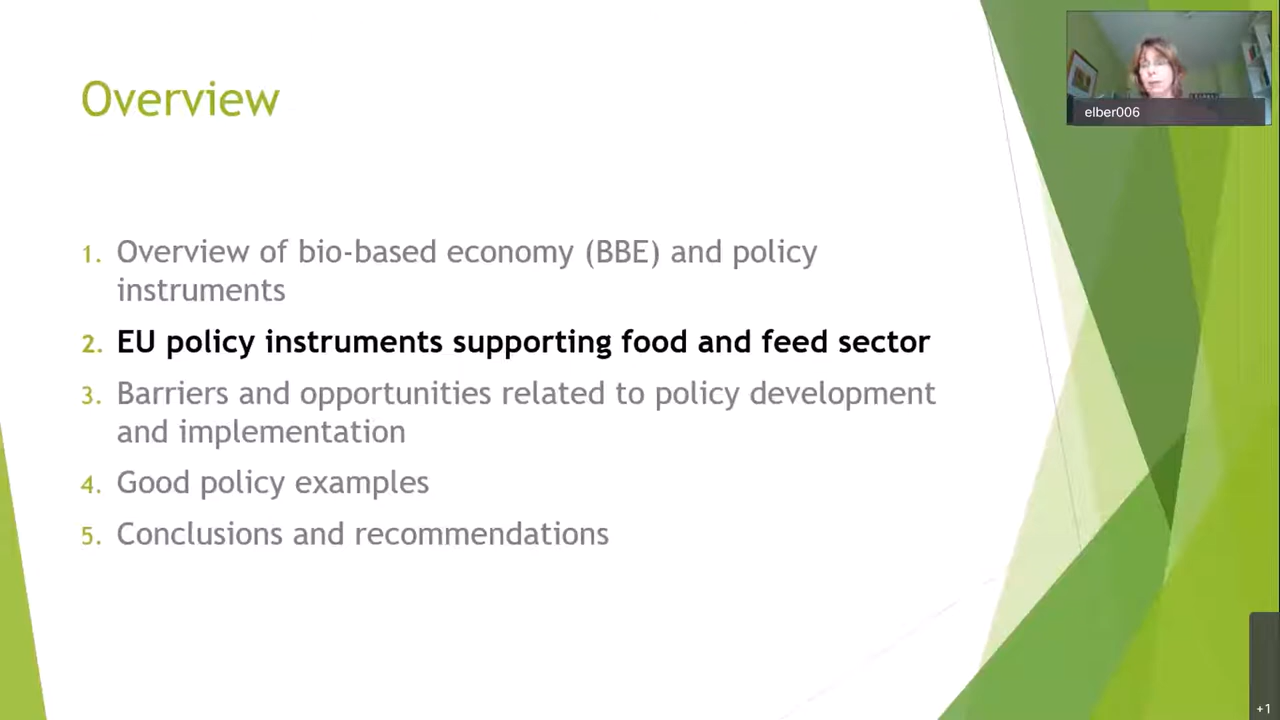 Overview
elber006
1. Overview of bio-based economy (BBE) and policy
instruments
2. EU policy instruments supporting food and feed sector
3. Barriers and opportunities related to policy development
and implementation
4. Good policy examples
5. Conclusions and recommendations
+1